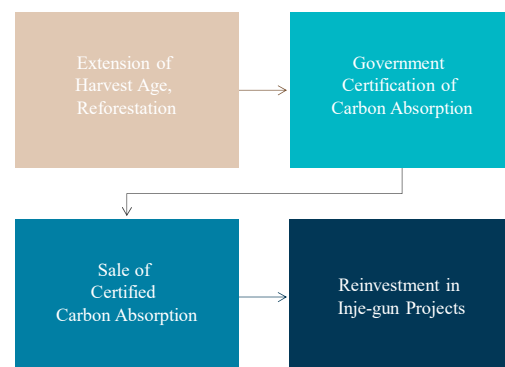 Extension of
Harvest Age,
Reforestation
Government
Certification of
Carbon Absorption
Sale of
Certified
Carbon Absorption
Reinvestment in
Inje-gun Projects